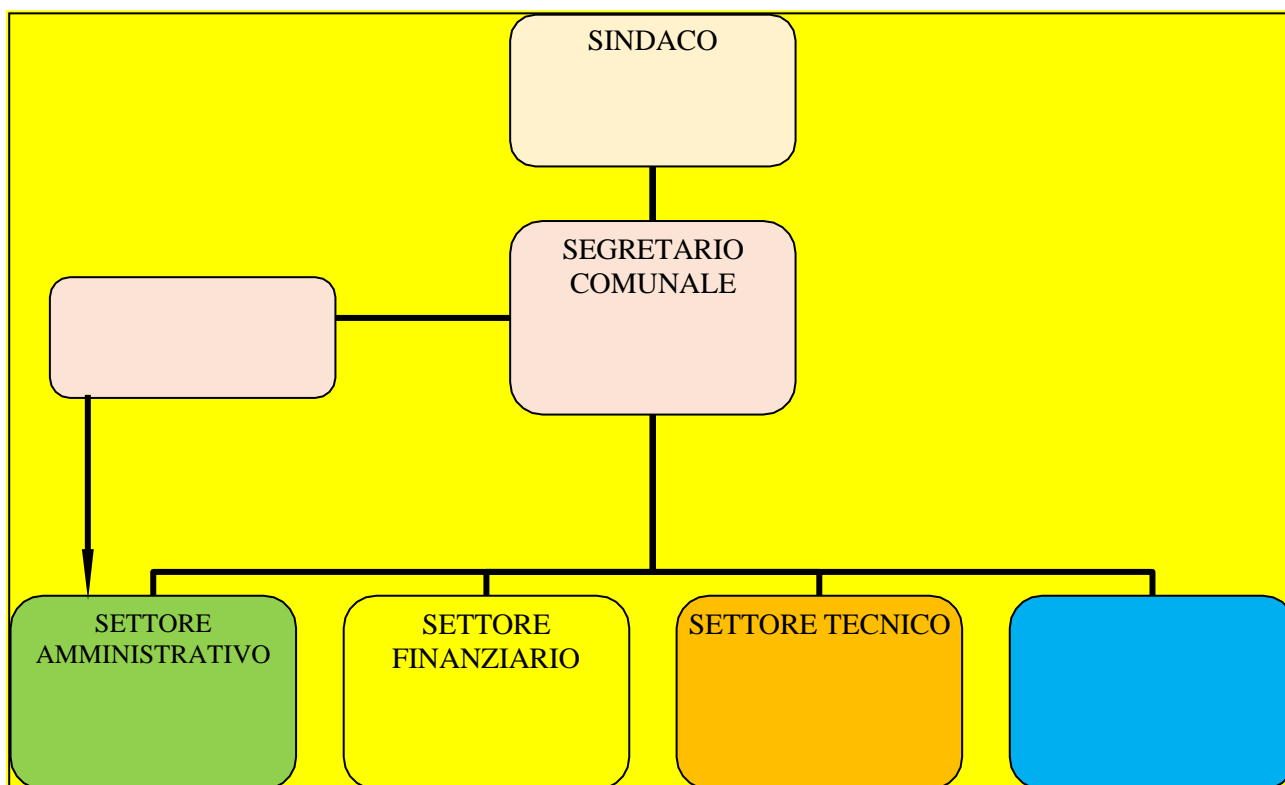 SINDACO
SEGRETARIO
COMUNALE
SETTORE
AMMINISTRATIVO
SETTORE
FINANZIARIO
SETTORE TECNICO